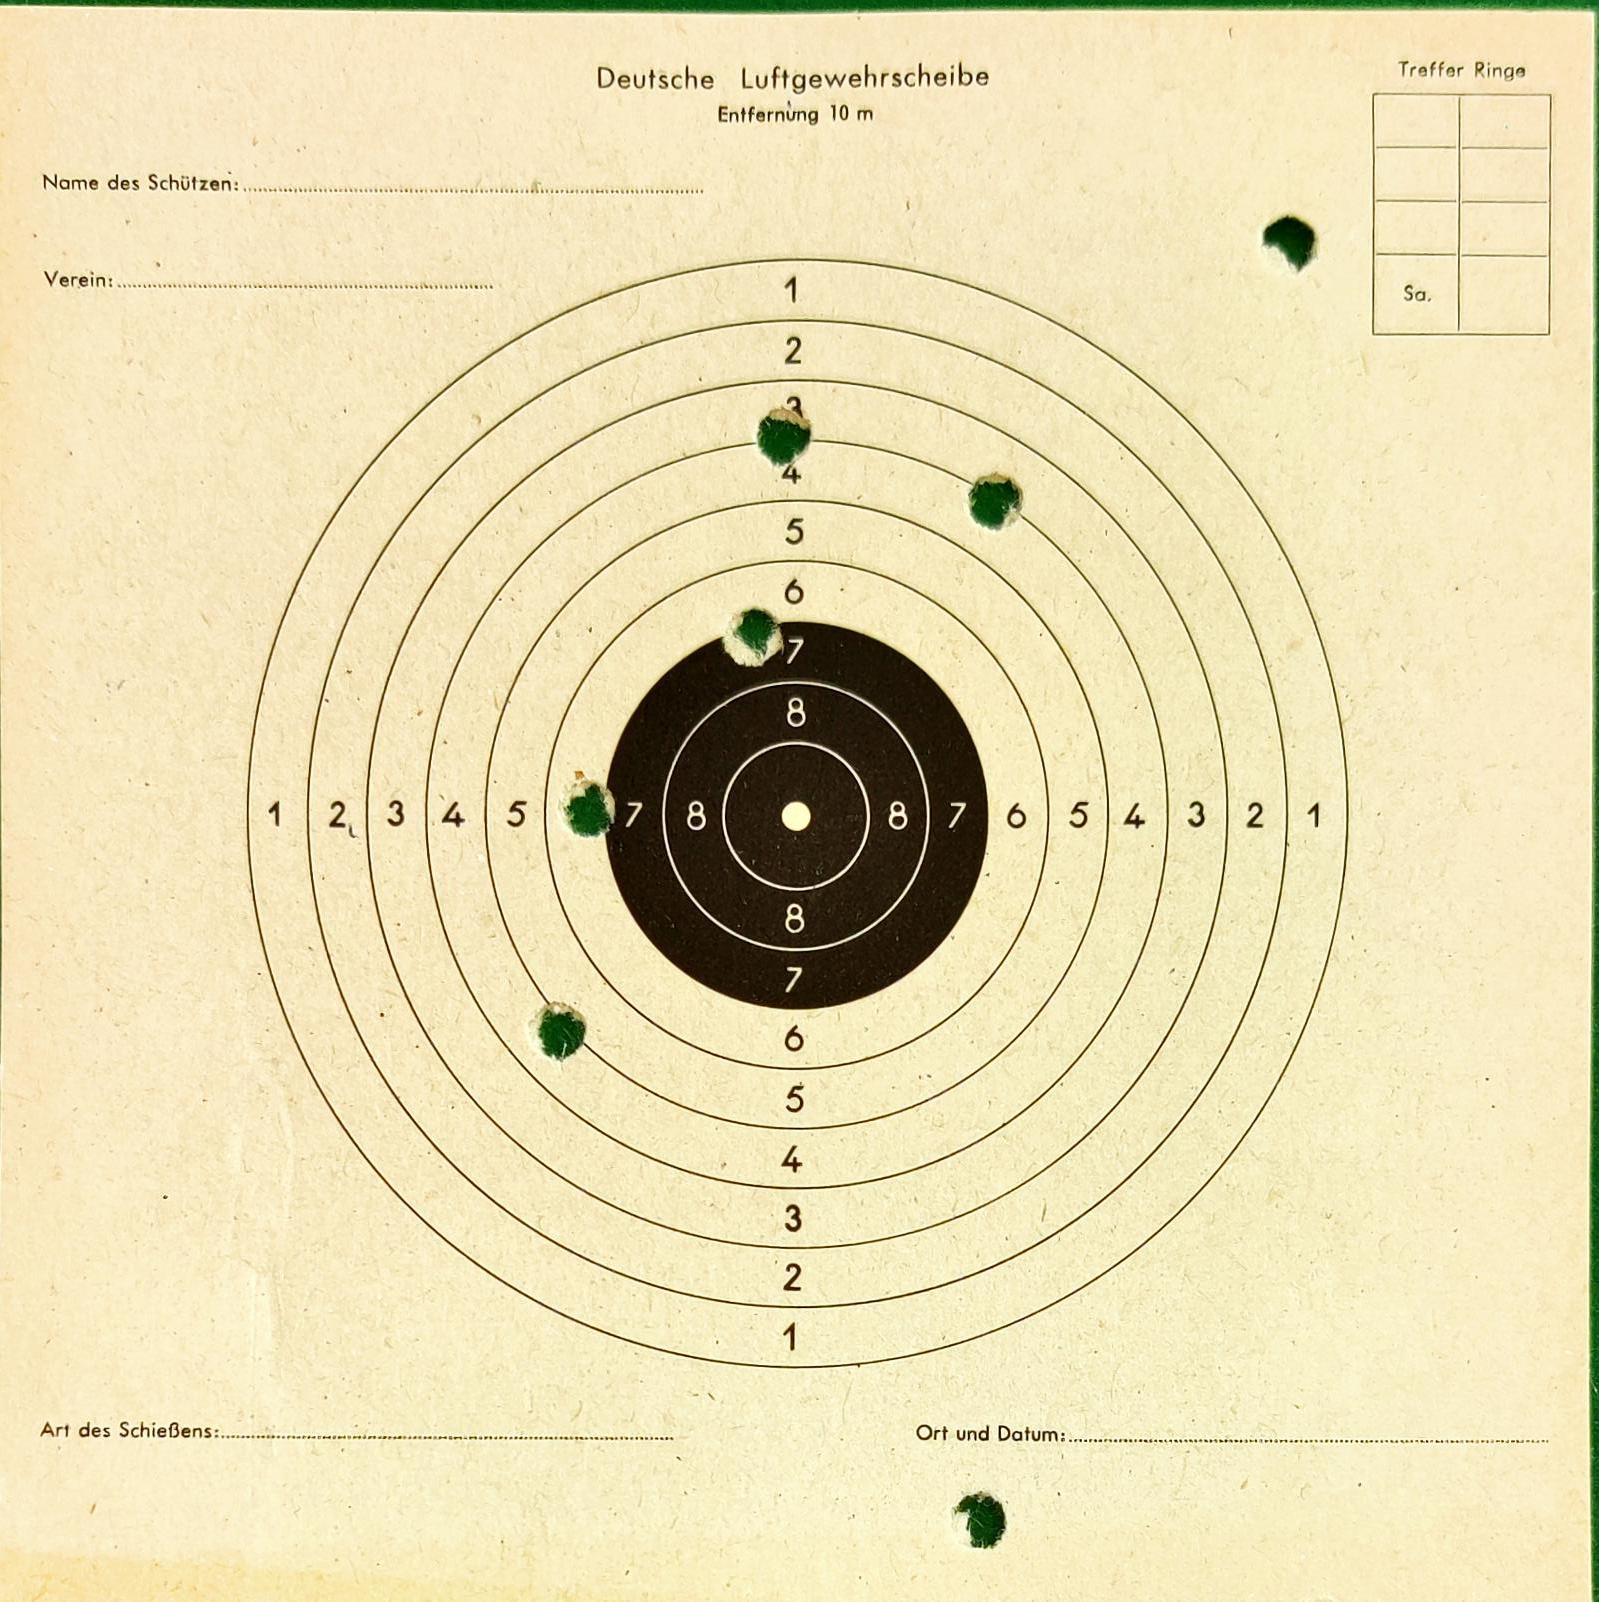 Deutsche Luftgewehrscheibe
Entfernung 10 m
Treffer Ringe
Name des Schützen:
Verein:
Sa.
1
2
3
4
5
6
7
8
1 2 3 4 5 7 8 8 7 6 5 4 3 2 1
8
7
6
5
4
3
2
1
Art des Schießens:
Ort und Datum: